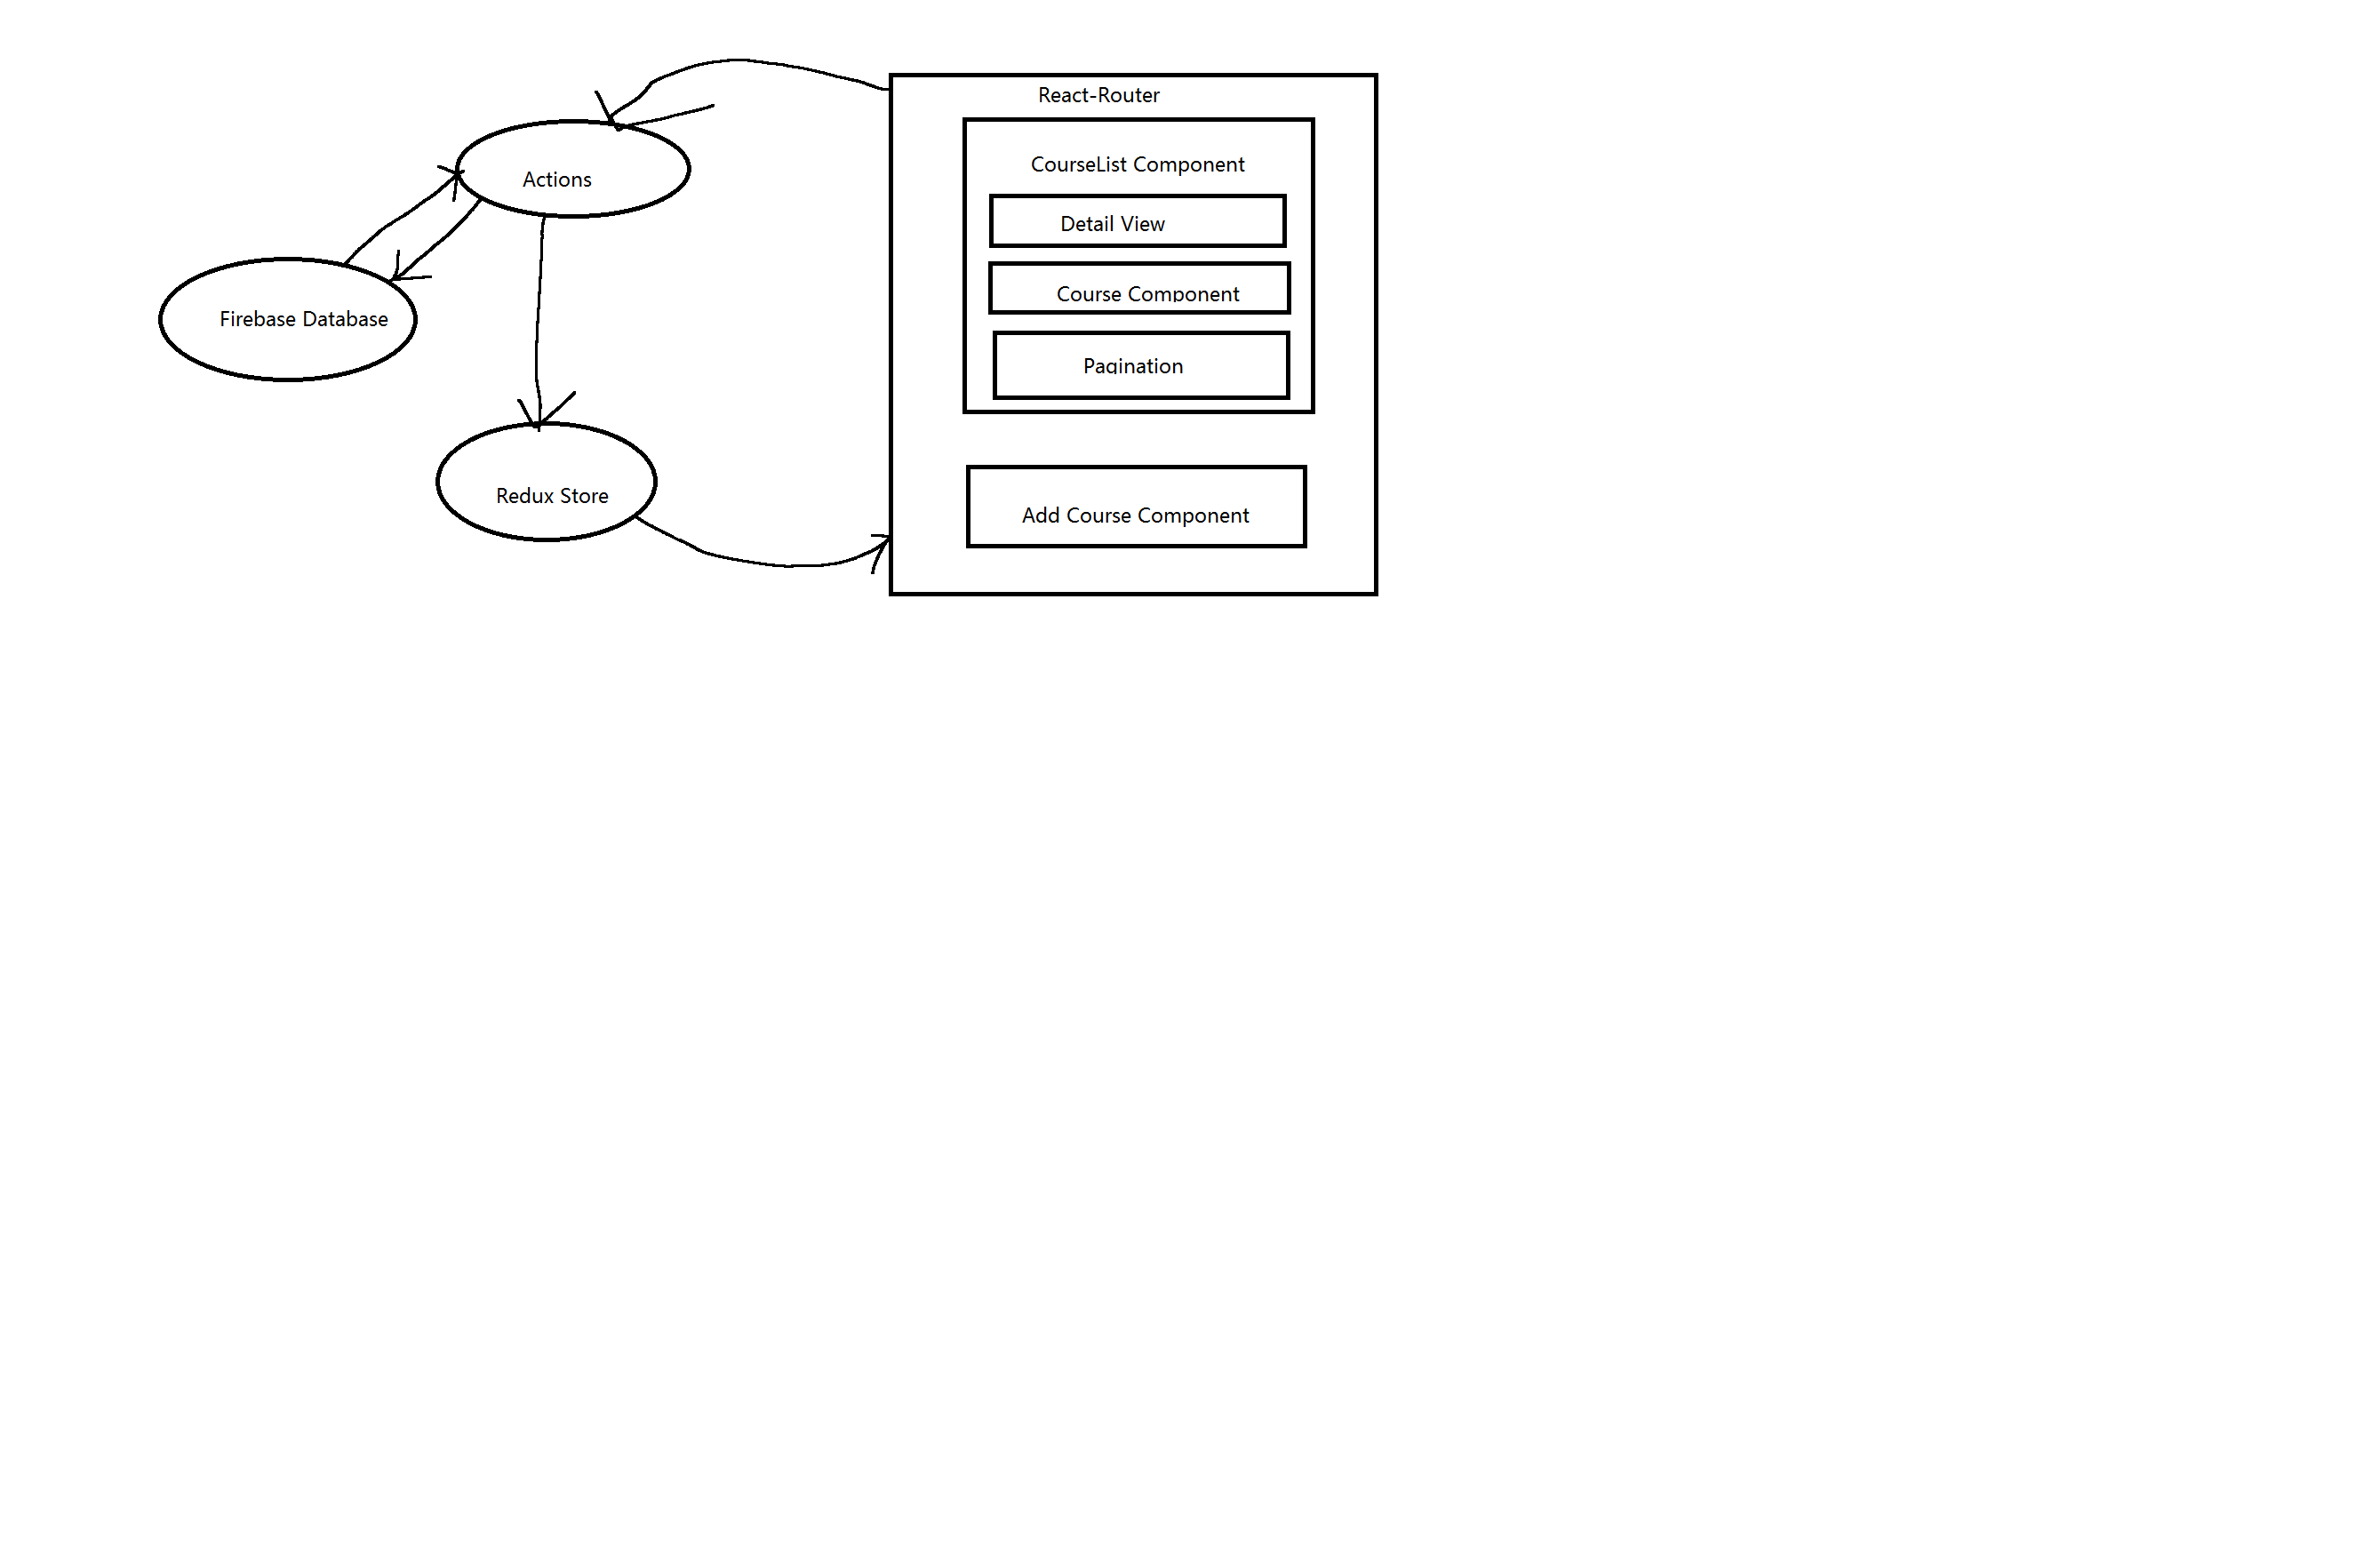 React-Router
CourseList Component
Actions
Detail View
Course Component
Firebase Database
Pagination
Redux Store
Add Course Component